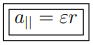 a_{||} = εr